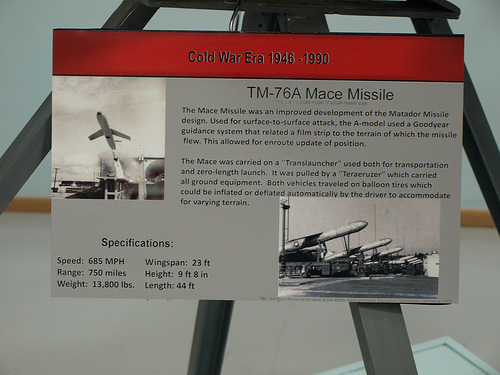 Cold War Era 1946 -1990
TM-76A Mace Missile
The Mace Missile was an improved development of the Matador Missile
design. Used for surface-to-surface attack, the A-model used a Goodyear
guidance system that related a film strip to the terrain of which the missile
flew. This allowed for enroute update of position.
The Mace was carried on a "Translauncher" used both for transportation
and zero-length launch. It was pulled by a "Teraeruzer" which carried
all ground equipment. Both vehicles traveled on balloon tires which
could be inflated or deflated automatically by the driver to accommodate
for varying terrain.
Specifications:
Speed: 685 MPH Wingspan: 23 ft
Range: 750 miles Height: 9 ft 8 in
Weight: 13,800 lbs. Length: 44 ft